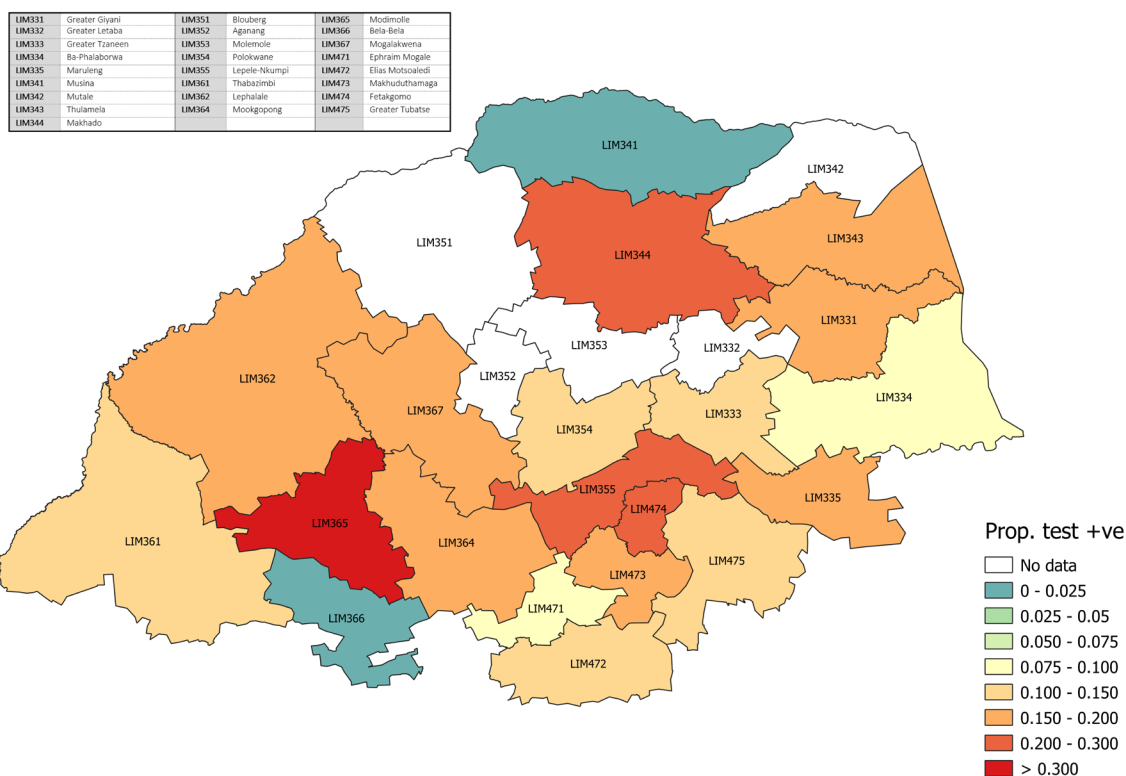 LIM331 Greater Giyani LIM351 Blouberg LIM365 Modimolle
LIM332 Greater Letaba LIM352 Aganang LIM366 Bela-Bela
LIM333 Greater Tzaneen LIM353 Molemole LIM367 Mogalakwena
LIM334 Ba-Phalaborwa LIM354 Polokwane LIM471 Ephraim Mogale
LIM335 Maruleng LIM355 Lepele-Nkumpi LIM472 Elias Motsoaledi
LIM341 Musina LIM361 Thabazimbi LIM473 Makhuduthamaga
LIM342 Mutale LIM362 Lephalale LIM474 Fetakgomo
LIM343 Thulamela LIM364 Mookgopong LIM475 Greater Tubatse
LIM344 Makhado
LIM341
LIM342
LIM351
LIM344
LIM343
LIM331
LIM353
LIM332
LIM352
LIM362
LIM334
LIM367
LIM333
LIM354
LIM355
LIM335
LIM474
LIM365
LIM361
LIM364
LIM475
LIM473
LIM471
LIM366
LIM472
Prop. test +ve
No data
0 - 0.025
0.025 - 0.05
0.050 - 0.075
0.075 - 0.100
0.100 - 0.150
0.150 - 0.200
0.200 - 0.300
> 0.300